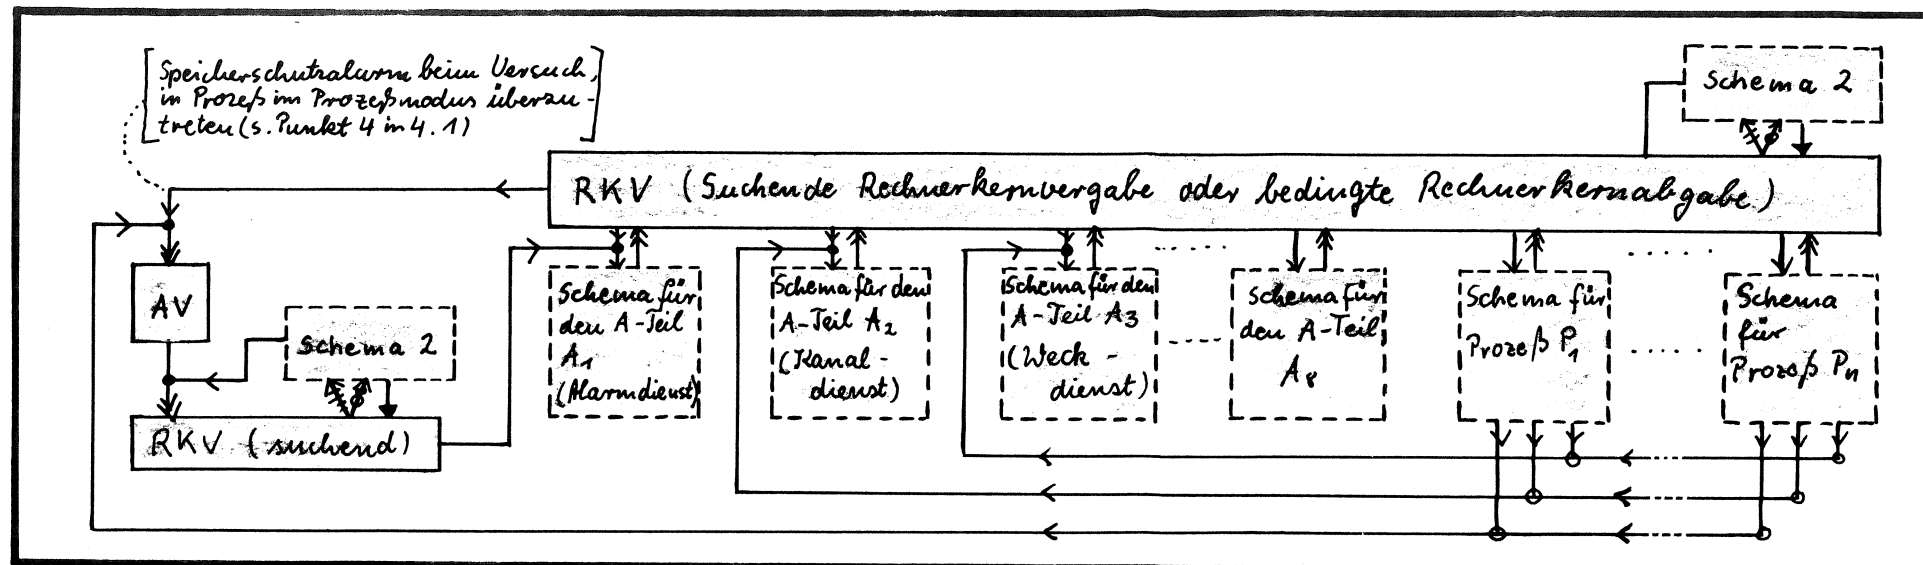 Speicherschutzalarm beim Versuch,
in Prozeß im Prozeßmodus überzu-
treten (s. Punkt 4 in 4.1)
Schema 2
RKV (Suchende Rechnerkernvergabe oder bedingte Rechnerkernabgabe)
AV
Schema 2
RKV (suchend)
Schema für
den A-Teil
A1
(Alarmdienst)
Schema für den
A-Teil A2
(Kanal-
dienst)
Schema für den
A-Teil A3
(Weck-
dienst)
Schema für
den A-Teil
A8
Schema für
Prozeß P1
Schema
für
Prozeß Pn